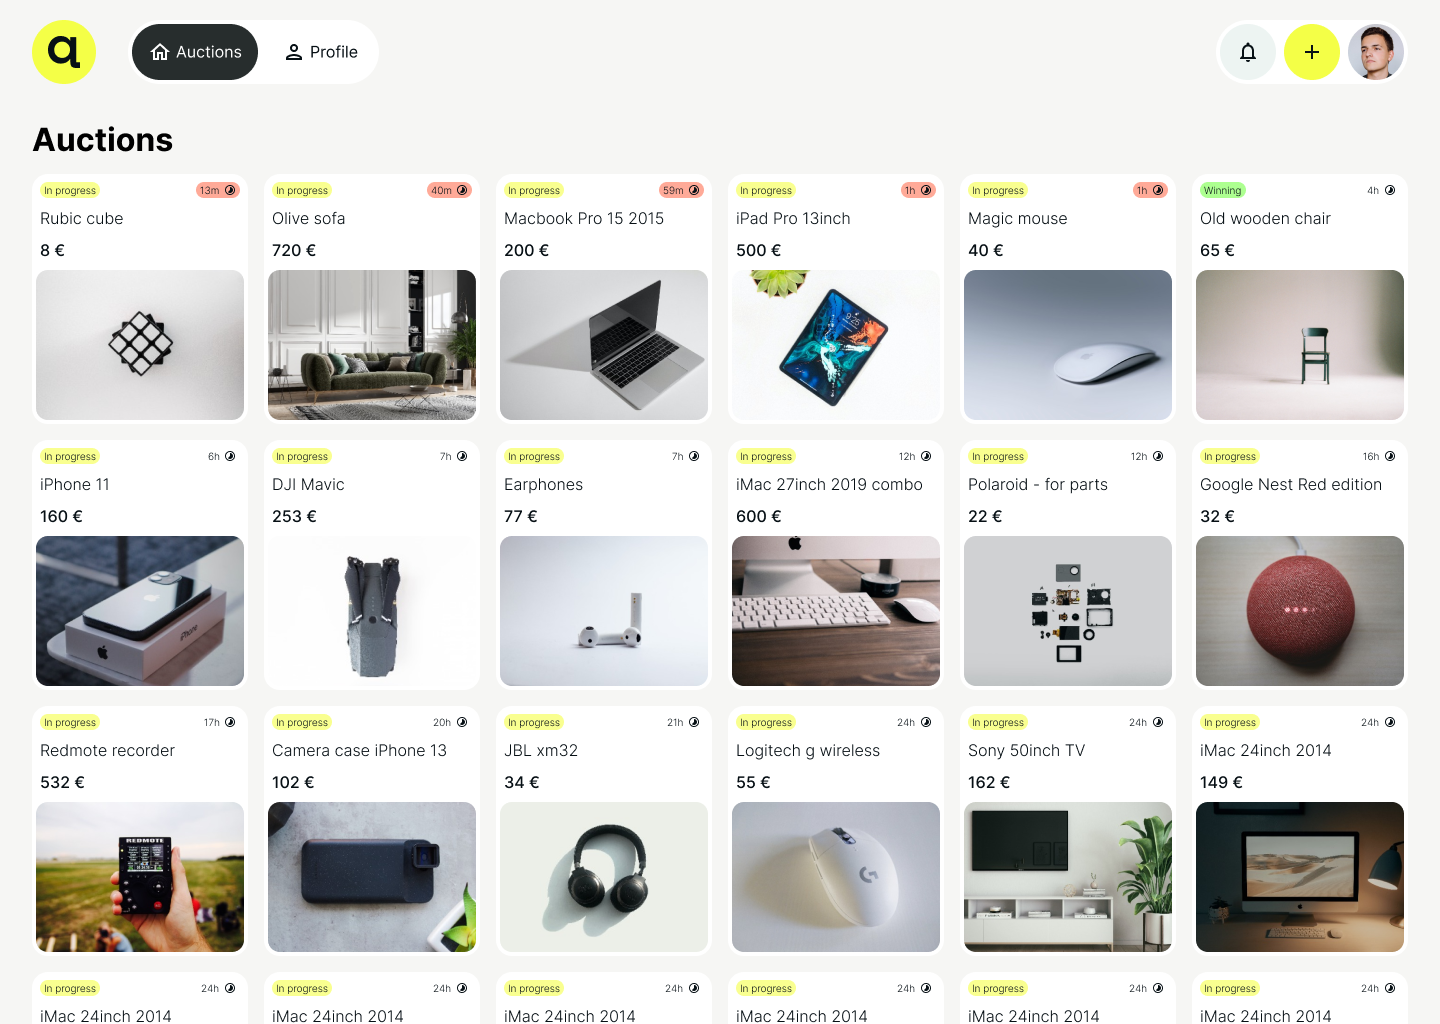 Auctions
Profile
Auctions
In progress 13m
Rubic cube
8 €
In progress 40m
Olive sofa
720 €
In progress 59m
Macbook Pro 15 2015
200 €
In progress 1h
iPad Pro 13inch
500 €
9:25
In progress 1h
Magic mouse
40 €
Winning 4h
Old wooden chair
65 €
In progress 6h
iPhone 11
160 €
iPhone
In progress 7h
DJI Mavic
253 €
In progress 7h
Earphones
77 €
In progress 12h
iMac 27inch 2019 combo
600 €
In progress 12h
Polaroid - for parts
22 €
In progress 16h
Google Nest Red edition
32 €
In progress 17h
Redmote recorder
532 €
REDMOTE
In progress 20h
Camera case iPhone 13
102 €
In progress 21h
JBL xm32
34 €
In progress 24h
Logitech g wireless
55 €
In progress 24h
Sony 50inch TV
162 €
In progress 24h
iMac 24inch 2014
149 €
In progress 24h
iMac 24inch 2014
In progress 24h
iMac 24inch 2014
In progress 24h
iMac 24inch 2014
In progress 24h
iMac 24inch 2014
In progress 24h
iMac 24inch 2014
In progress 24h
iMac 24inch 2014